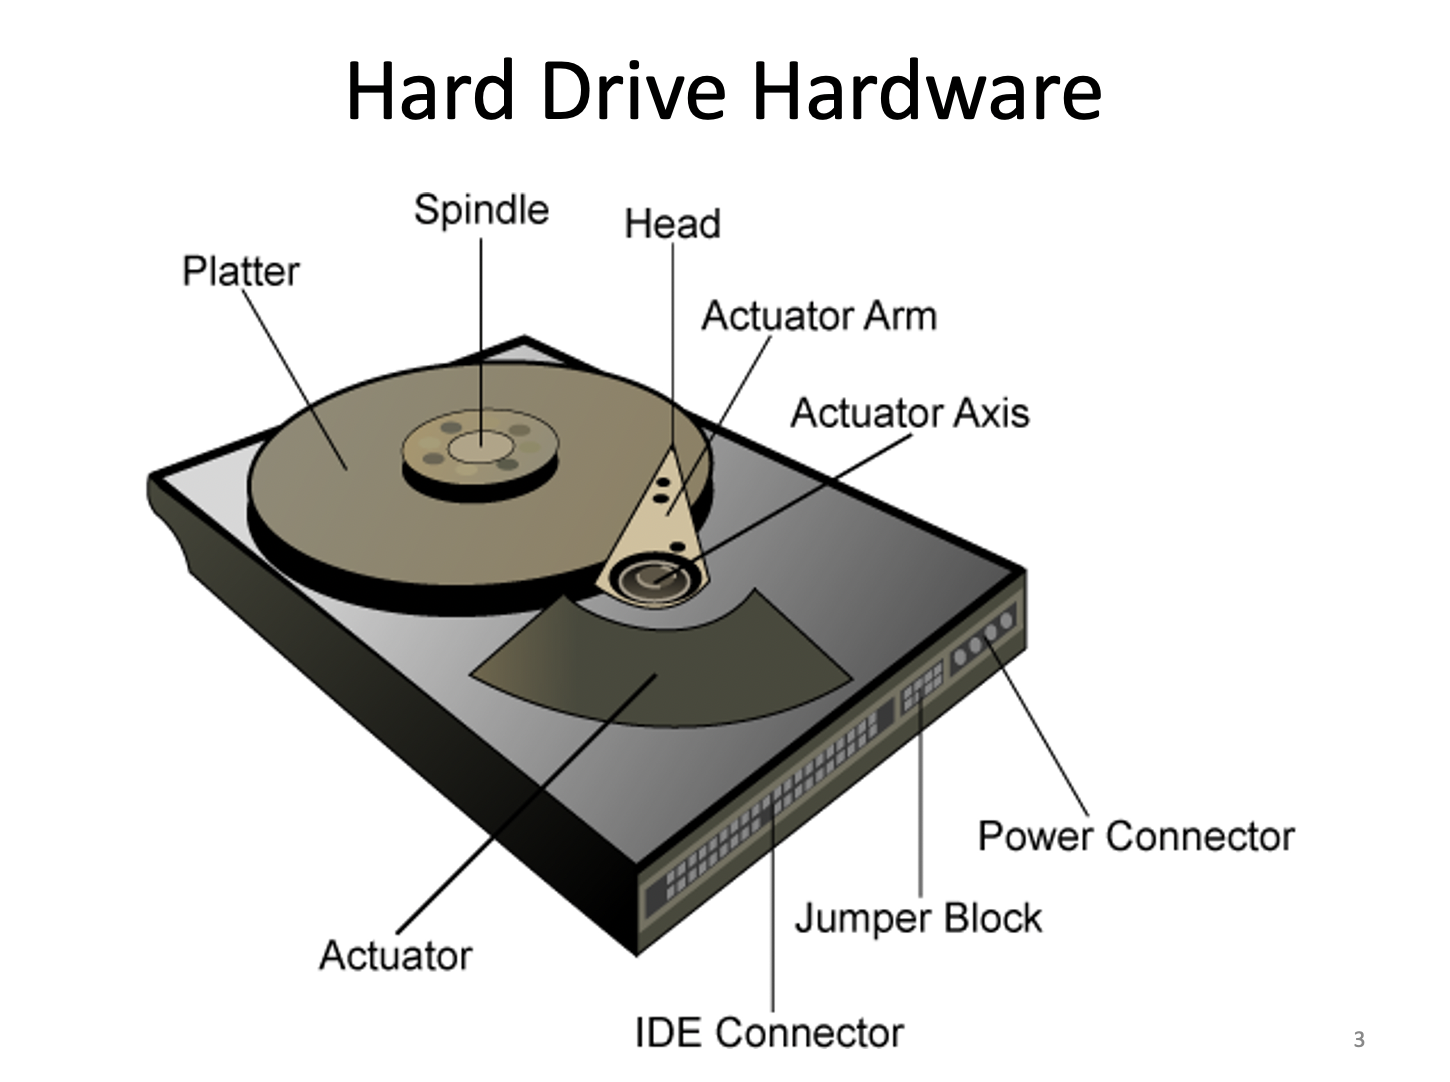 Hard Drive Hardware
Spindle
Head
Platter
Actuator Arm
Actuator Axis
Power Connector
Jumper Block
Actuator
IDE Connector
3